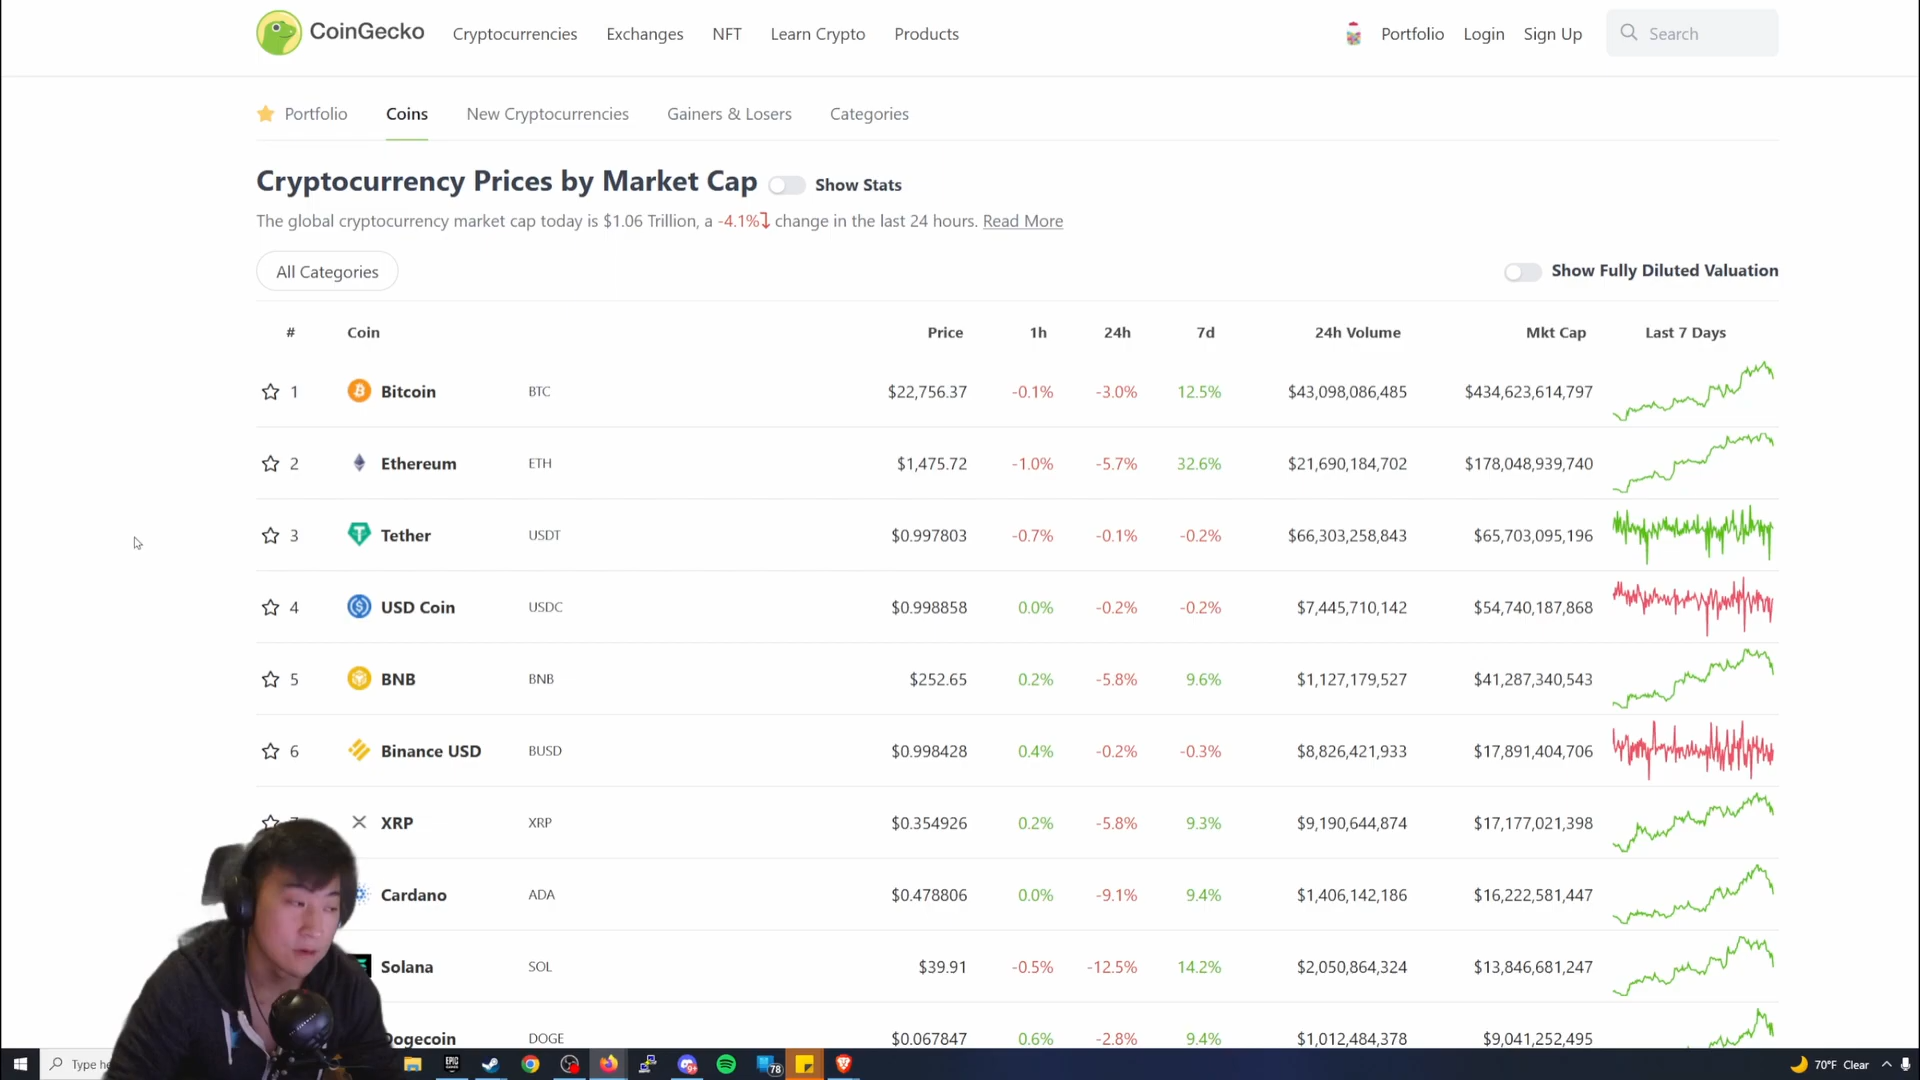 CoinGecko Cryptocurrencies Exchanges NFT Learn Crypto Products Portfolio Login Sign Up Search
Portfolio Coins New Cryptocurrencies Gainers & Losers Categories
Cryptocurrency Prices by Market Cap Show Stats
The global cryptocurrency market cap today is $1.06 Trillion, a -4.1% change in the last 24 hours. Read More
All Categories Show Fully Diluted Valuation
# Coin Price 1h 24h 7d 24h Volume Mkt Cap Last 7 Days
1 Bitcoin BTC $22,756.37 -0.1% -3.0% 12.5% $43,098,086,485 $434,623,614,797
2 Ethereum ETH $1,475.72 -1.0% -5.7% 32.6% $21,690,184,702 $178,048,939,740
3 Tether USDT $0.997803 -0.7% -0.1% -0.2% $66,303,258,843 $65,703,095,196
4 USD Coin USDC $0.998858 0.0% -0.2% -0.2% $7,445,710,142 $54,740,187,868
5 BNB BNB $252.65 0.2% -5.8% 9.6% $1,127,179,527 $41,287,340,543
6 Binance USD BUSD $0.998428 0.4% -0.2% -0.3% $8,826,421,933 $17,891,404,706
XRP XRP $0.354926 0.2% -5.8% 9.3% $9,190,644,874 $17,177,021,398
Cardano ADA $0.478806 0.0% -9.1% 9.4% $1,406,142,186 $16,222,581,447
Solana SOL $39.91 -0.5% -12.5% 14.2% $2,050,864,324 $13,846,681,247
Dogecoin DOGE $0.067847 0.6% -2.8% 9.4% $1,012,484,378 $9,041,252,495
Type he EPIC 78 70°F Clear